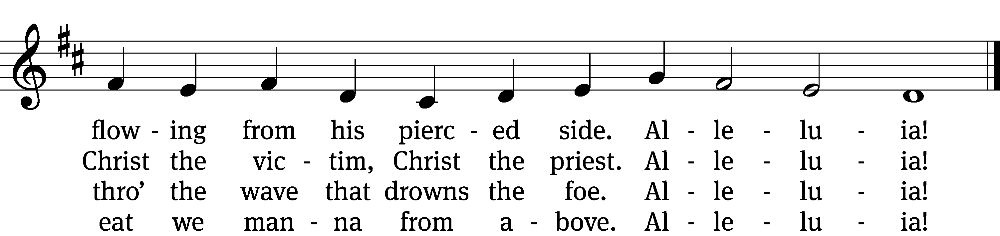 flow - ing from his pierc - ed side. Al - le - lu - ia!
Christ the vic - tim, Christ the priest. Al - le - lu - ia!
thro’ the wave that drowns the foe. Al - le - lu - ia!
eat we man - na from a - bove. Al - le - lu - ia!